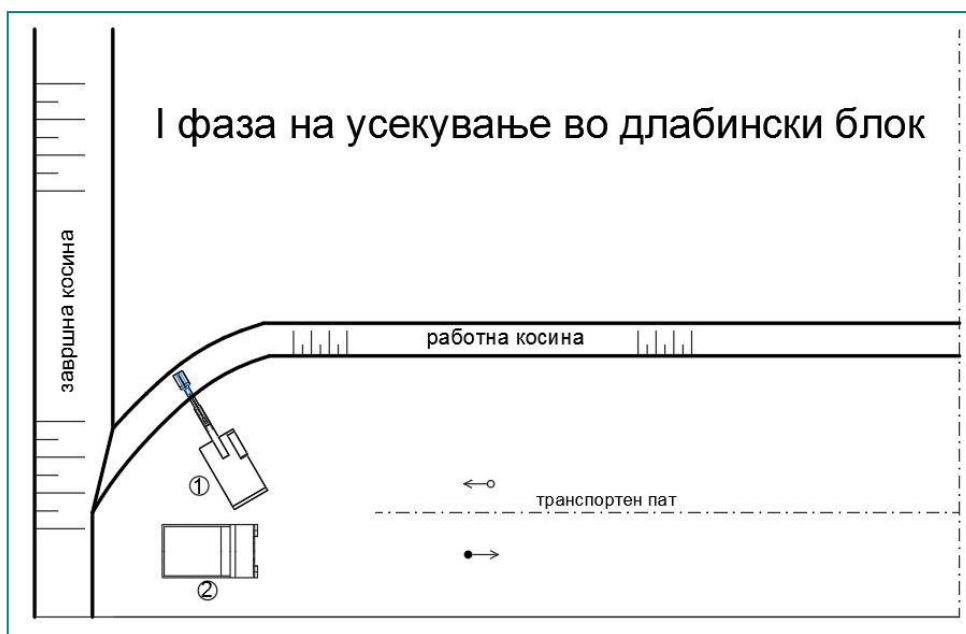 I фаза на усекување во длабински блок
завршна косина
работна косина
1
транспортен пат
2